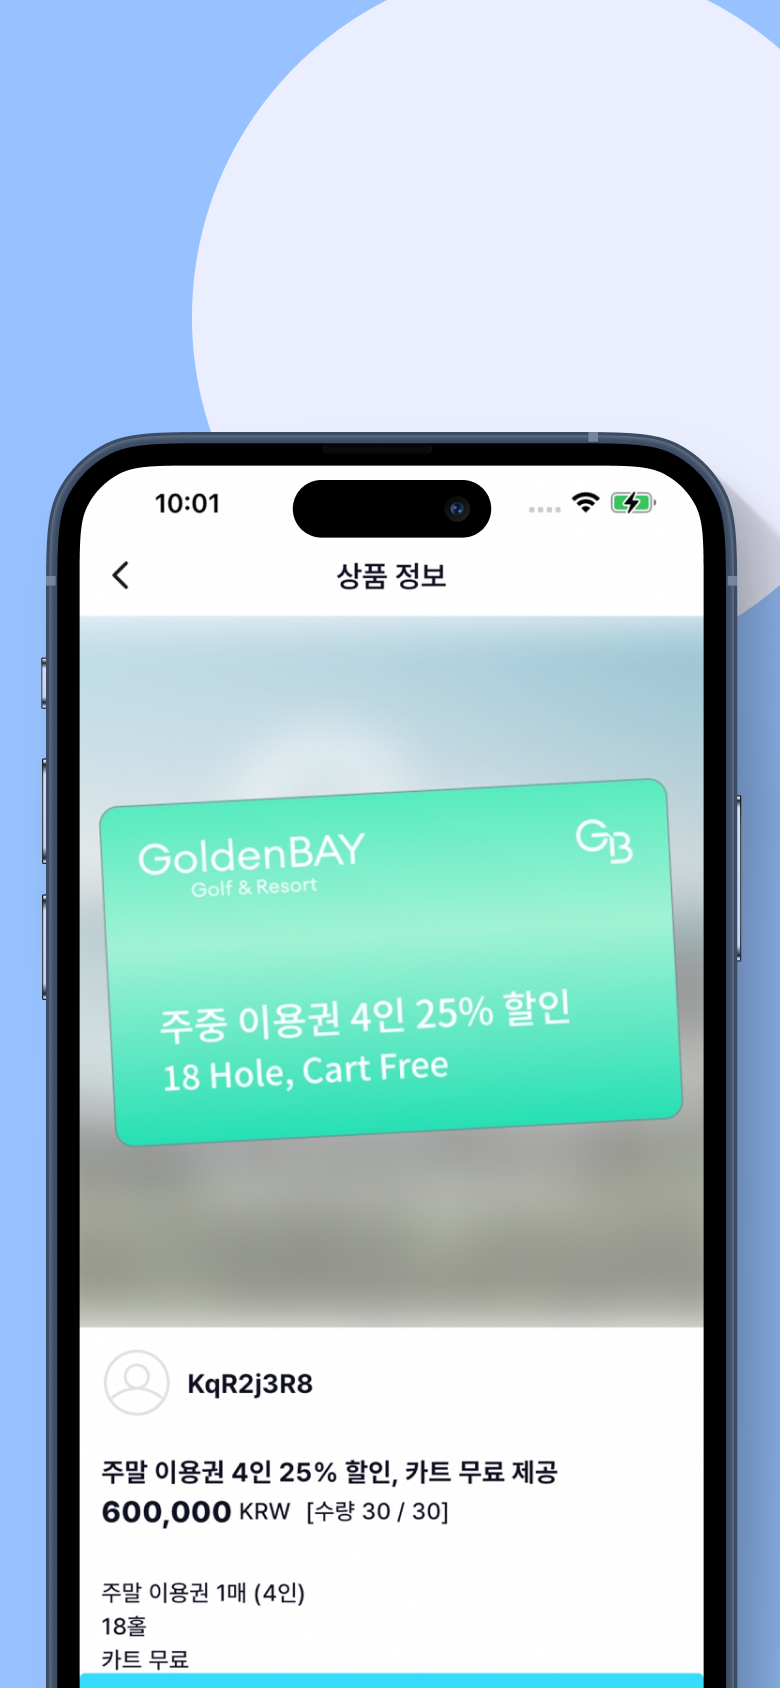 10:01
상품 정보
GoldenBAY
Golf & Resort
GB
주중 이용권 4인 25% 할인
18 Hole, Cart Free
KqR2j3R8
주말 이용권 4인 25% 할인, 카트 무료 제공
600,000 KRW [수량 30 / 30]
주말 이용권 1매 (4인)
18홀
카트 무료